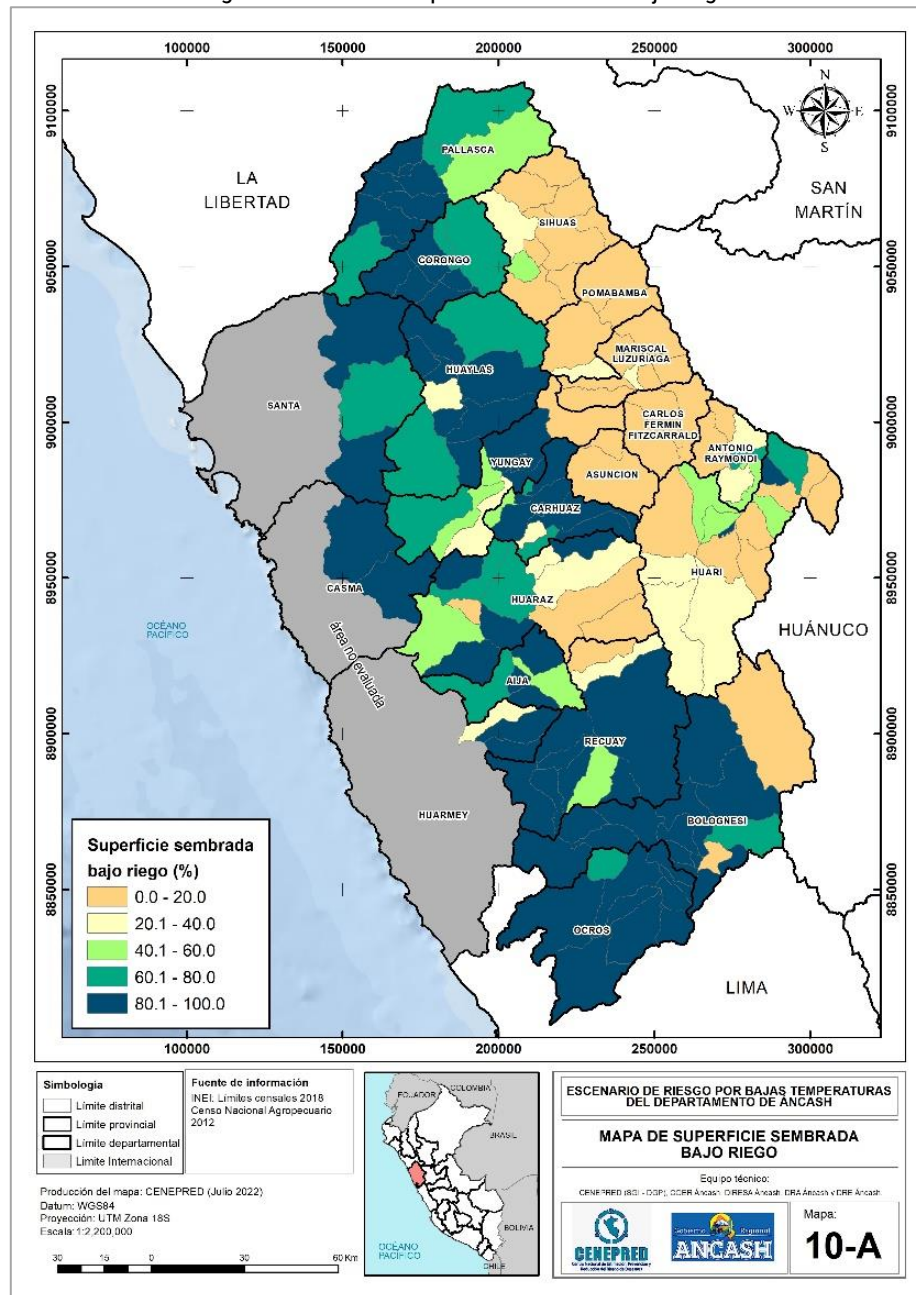 100000 150000 200000 250000 300000
9100000
9050000
9000000
8950000
8900000
8850000
N
W E
S
LA
LIBERTAD
SAN
MARTÍN
PALLASCA
SIHUAS
CORONGO
POMABAMBA
MARISCAL
LUZURIAGA
HUAYLAS
SANTA
CARLOS
FERMIN
FITZCARRALD
ANTONIO
RAYMONDI
YUNGAY
ASUNCION
CARHUAZ
HUARI
CASMA
HUARAZ
OCÉANO
PACÍFICO
HUÁNUCO
área no evaluada
AIJA
RECUAY
HUARMEY
BOLOGNESI
OCROS
LIMA
Superficie sembrada
bajo riego (%)
0.0 - 20.0
20.1 - 40.0
40.1 - 60.0
60.1 - 80.0
80.1 - 100.0
100000 150000 200000 250000 300000
Simbología
Límite distrital
Límite provincial
Límite departamental
Límite Internacional
Fuente de información
INEI: Límites censales 2018
Censo Nacional Agropecuario
2012
Producción del mapa: CENEPRED (Julio 2022)
Datum: WGS84
Proyección: UTM Zona 18S
Escala:1:2,200,000
30 15 0 30 60 Km
ECUADOR
COLOMBIA
BRASIL
BOLIVIA
CHILE
OCÉANO
PACÍFICO
ESCENARIO DE RIESGO POR BAJAS TEMPERATURAS
DEL DEPARTAMENTO DE ÁNCASH
MAPA DE SUPERFICIE SEMBRADA
BAJO RIEGO
Equipo técnico:
CENEPRED
Gobierno Regional
ANCASH
Mapa:
10-A